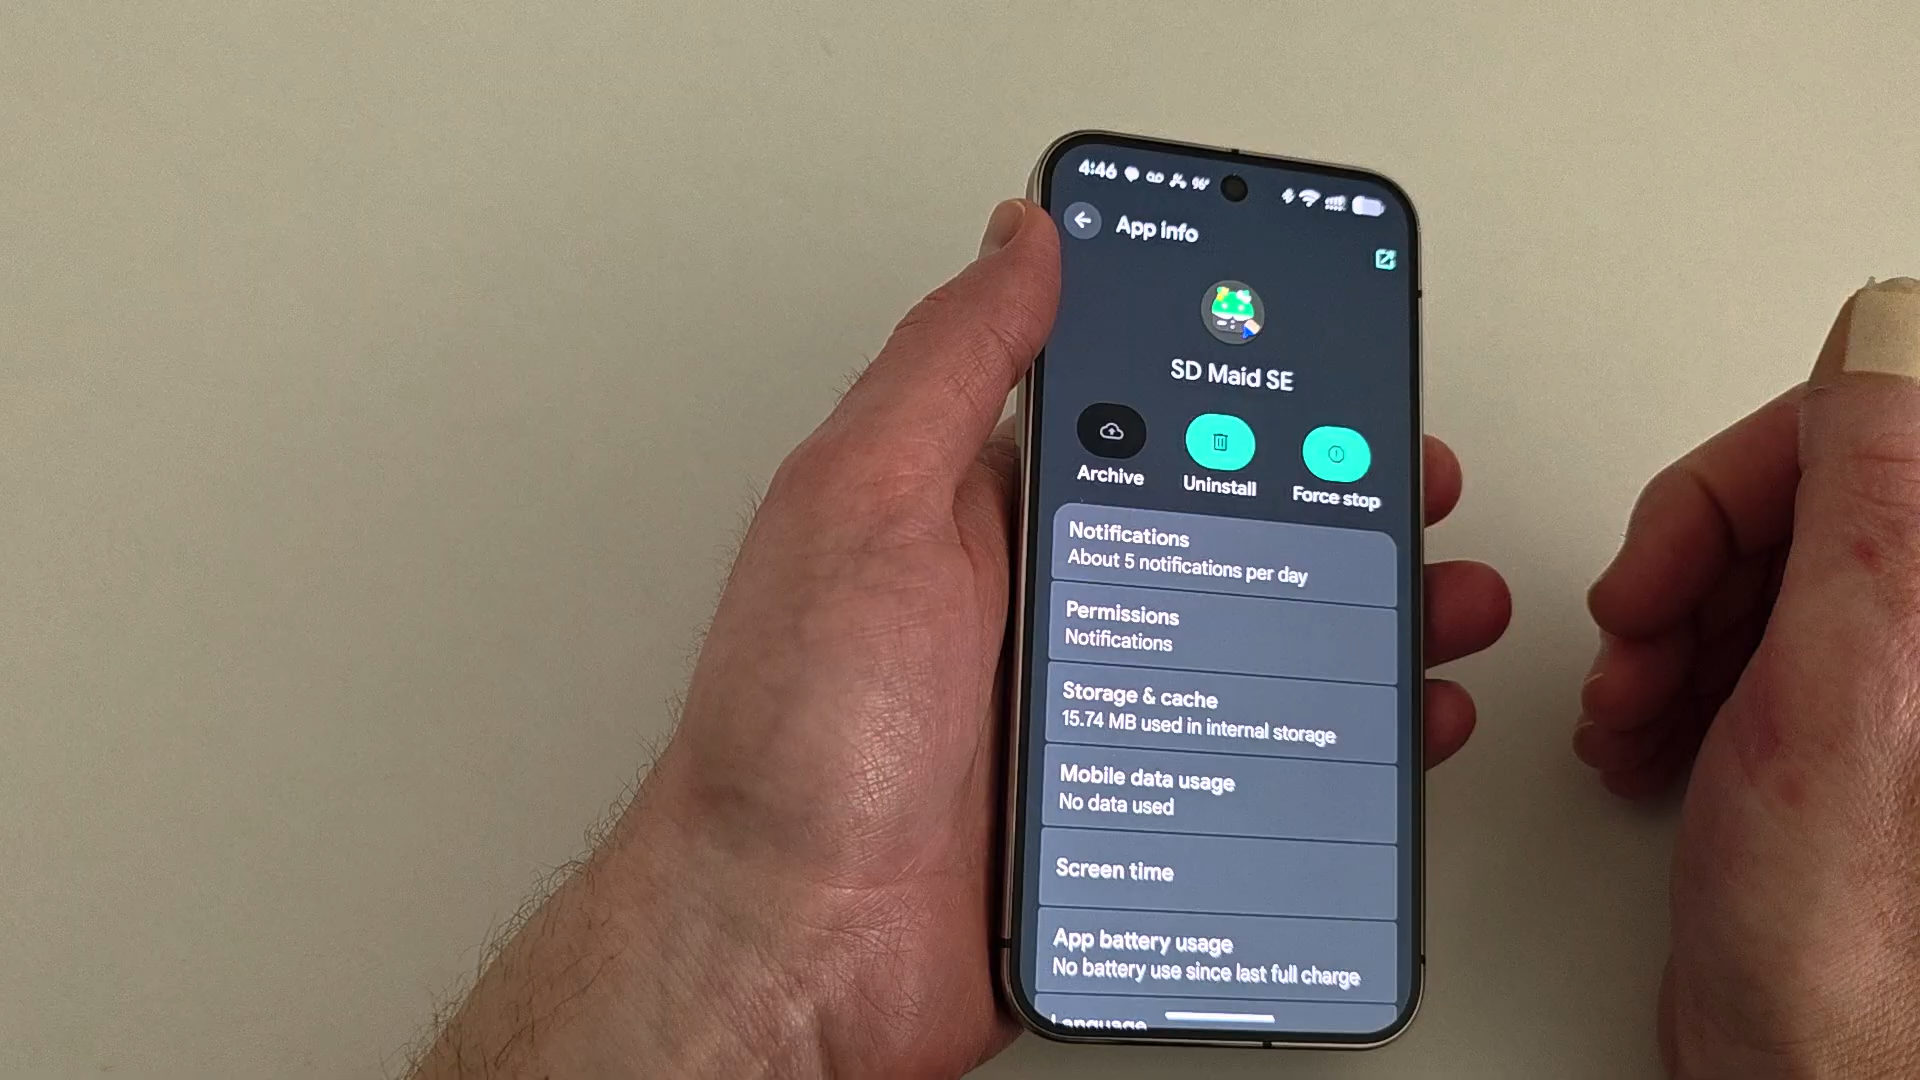 4:46 96°
App info
SD Maid SE
Archive
Uninstall
Force stop
Notifications
About 5 notifications per day
Permissions
Notifications
Storage & cache
15.74 MB used in internal storage
Mobile data usage
No data used
Screen time
App battery usage
No battery use since last full charge
Language